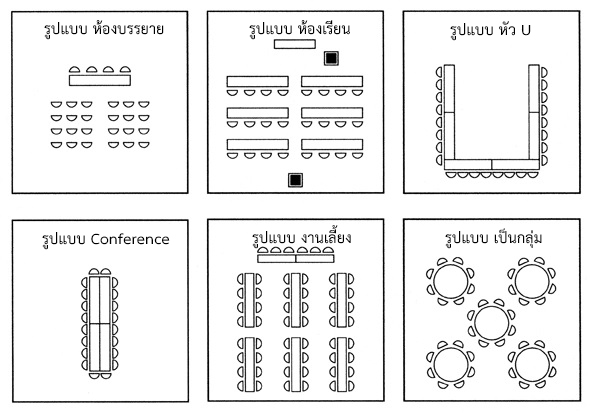 รูปแบบ ห้องบรรยาย
รูปแบบ ห้องเรียน
รูปแบบ หัว U
รูปแบบ Conference
รูปแบบ งานเลี้ยง
รูปแบบ เป็นกลุ่ม